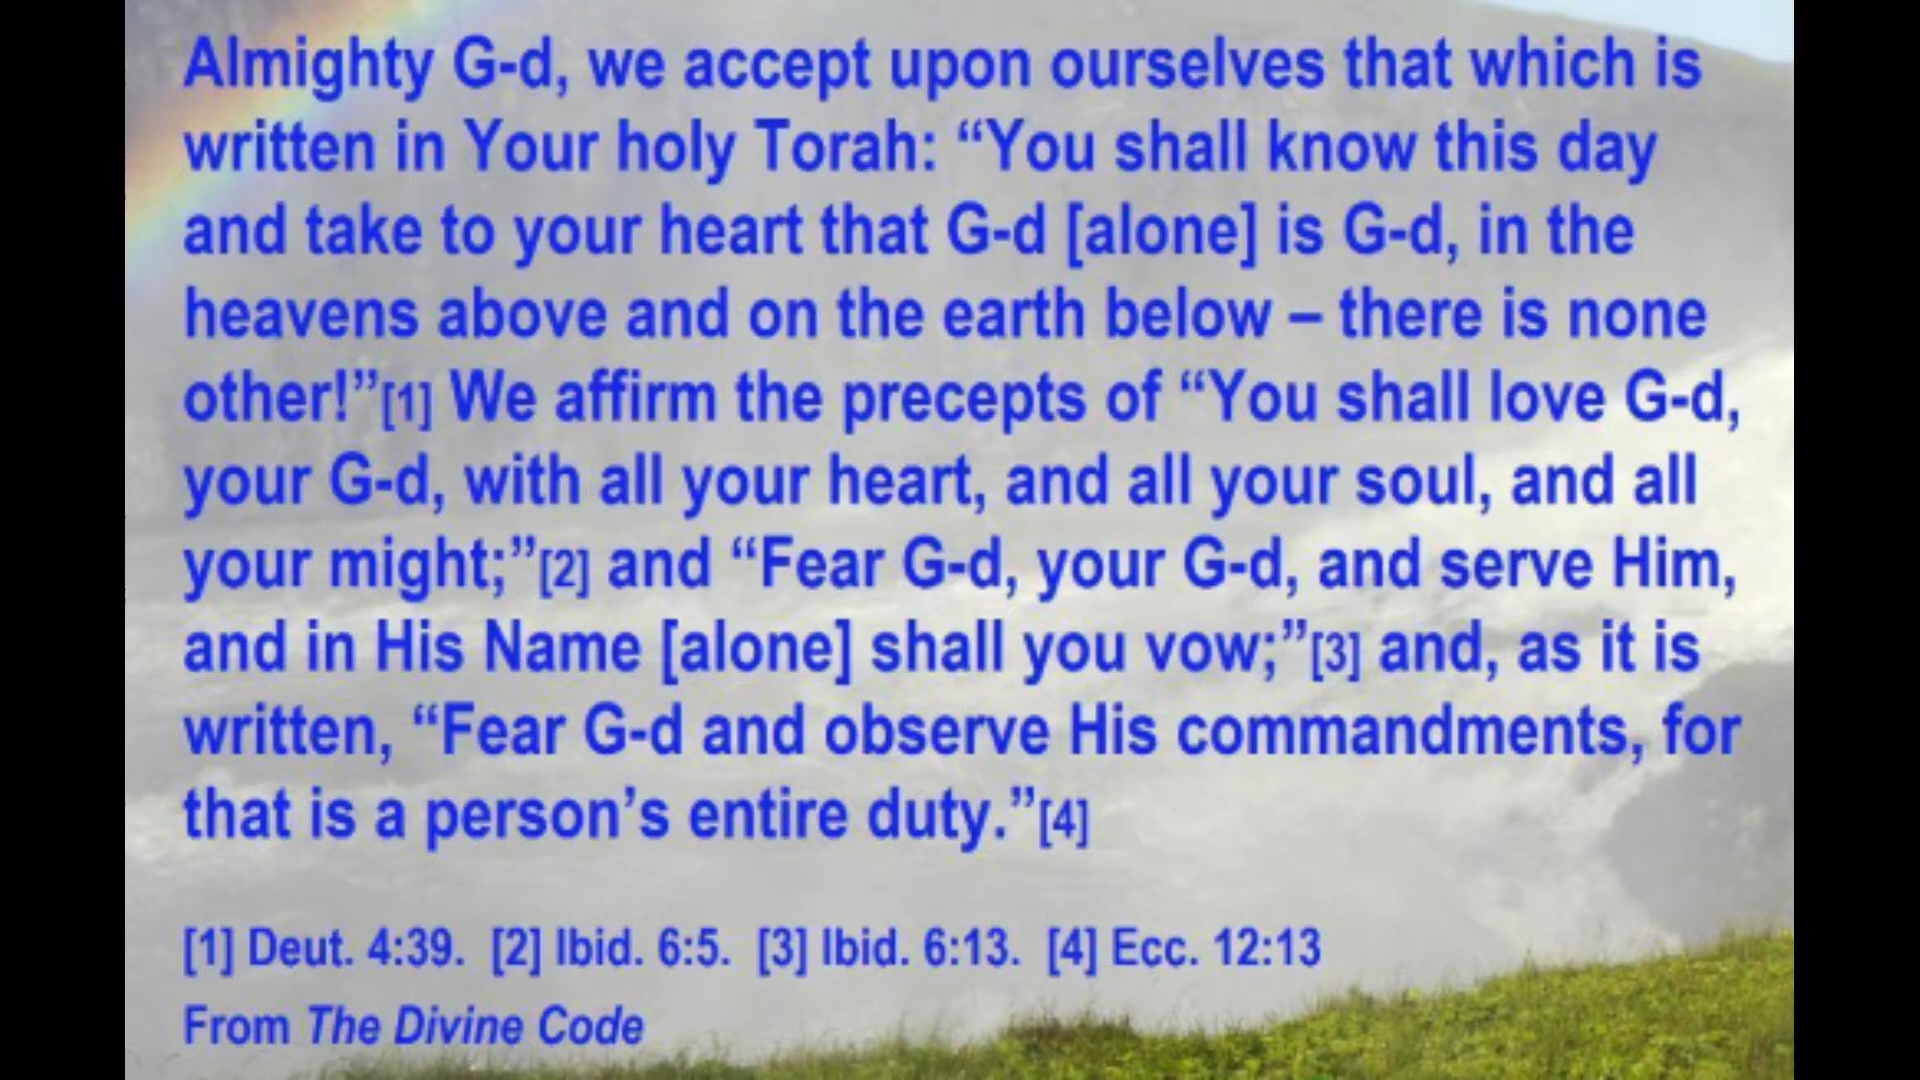 Almighty G-d, we accept upon ourselves that which is
written in Your holy Torah: “You shall know this day
and take to your heart that G-d [alone] is G-d, in the
heavens above and on the earth below – there is none
other!”[1] We affirm the precepts of “You shall love G-d,
your G-d, with all your heart, and all your soul, and all
your might;”[2] and “Fear G-d, your G-d, and serve Him,
and in His Name [alone] shall you vow;”[3] and, as it is
written, “Fear G-d and observe His commandments, for
that is a person’s entire duty.”[4]
[1] Deut. 4:39. [2] Ibid. 6:5. [3] Ibid. 6:13. [4] Ecc. 12:13
From The Divine Code